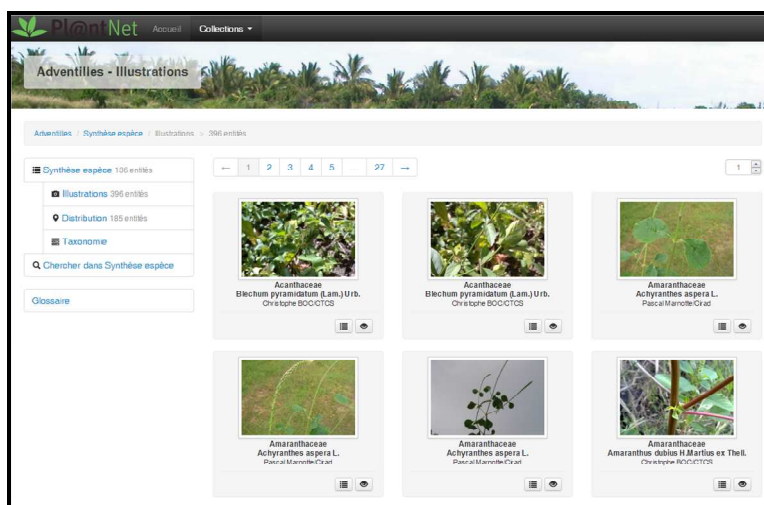 Pl@ntNet Accueil Collections
Adventilles - Illustrations
Adventilles / Synthèse espèce / Illustrations > 396 entités
Synthèse espèce 106 entités
Illustrations 396 entités
Distribution 185 entités
Taxonomie
Chercher dans Synthèse espèce
Glossaire
← 1 2 3 4 5 ... 27 →
1
Acanthaceae
Blechum pyramidatum (Lam.) Urb.
Christophe BOC/CTCS
Acanthaceae
Blechum pyramidatum (Lam.) Urb.
Christophe BOC/CTCS
Amaranthaceae
Achyranthes aspera L.
Pascal Marnotte/Cirad
Amaranthaceae
Achyranthes aspera L.
Pascal Marnotte/Cirad
Amaranthaceae
Achyranthes aspera L.
Pascal Marnotte/Cirad
Amaranthaceae
Amaranthus dubius H.Martius ex Thell.
Christophe BOC/CTCS